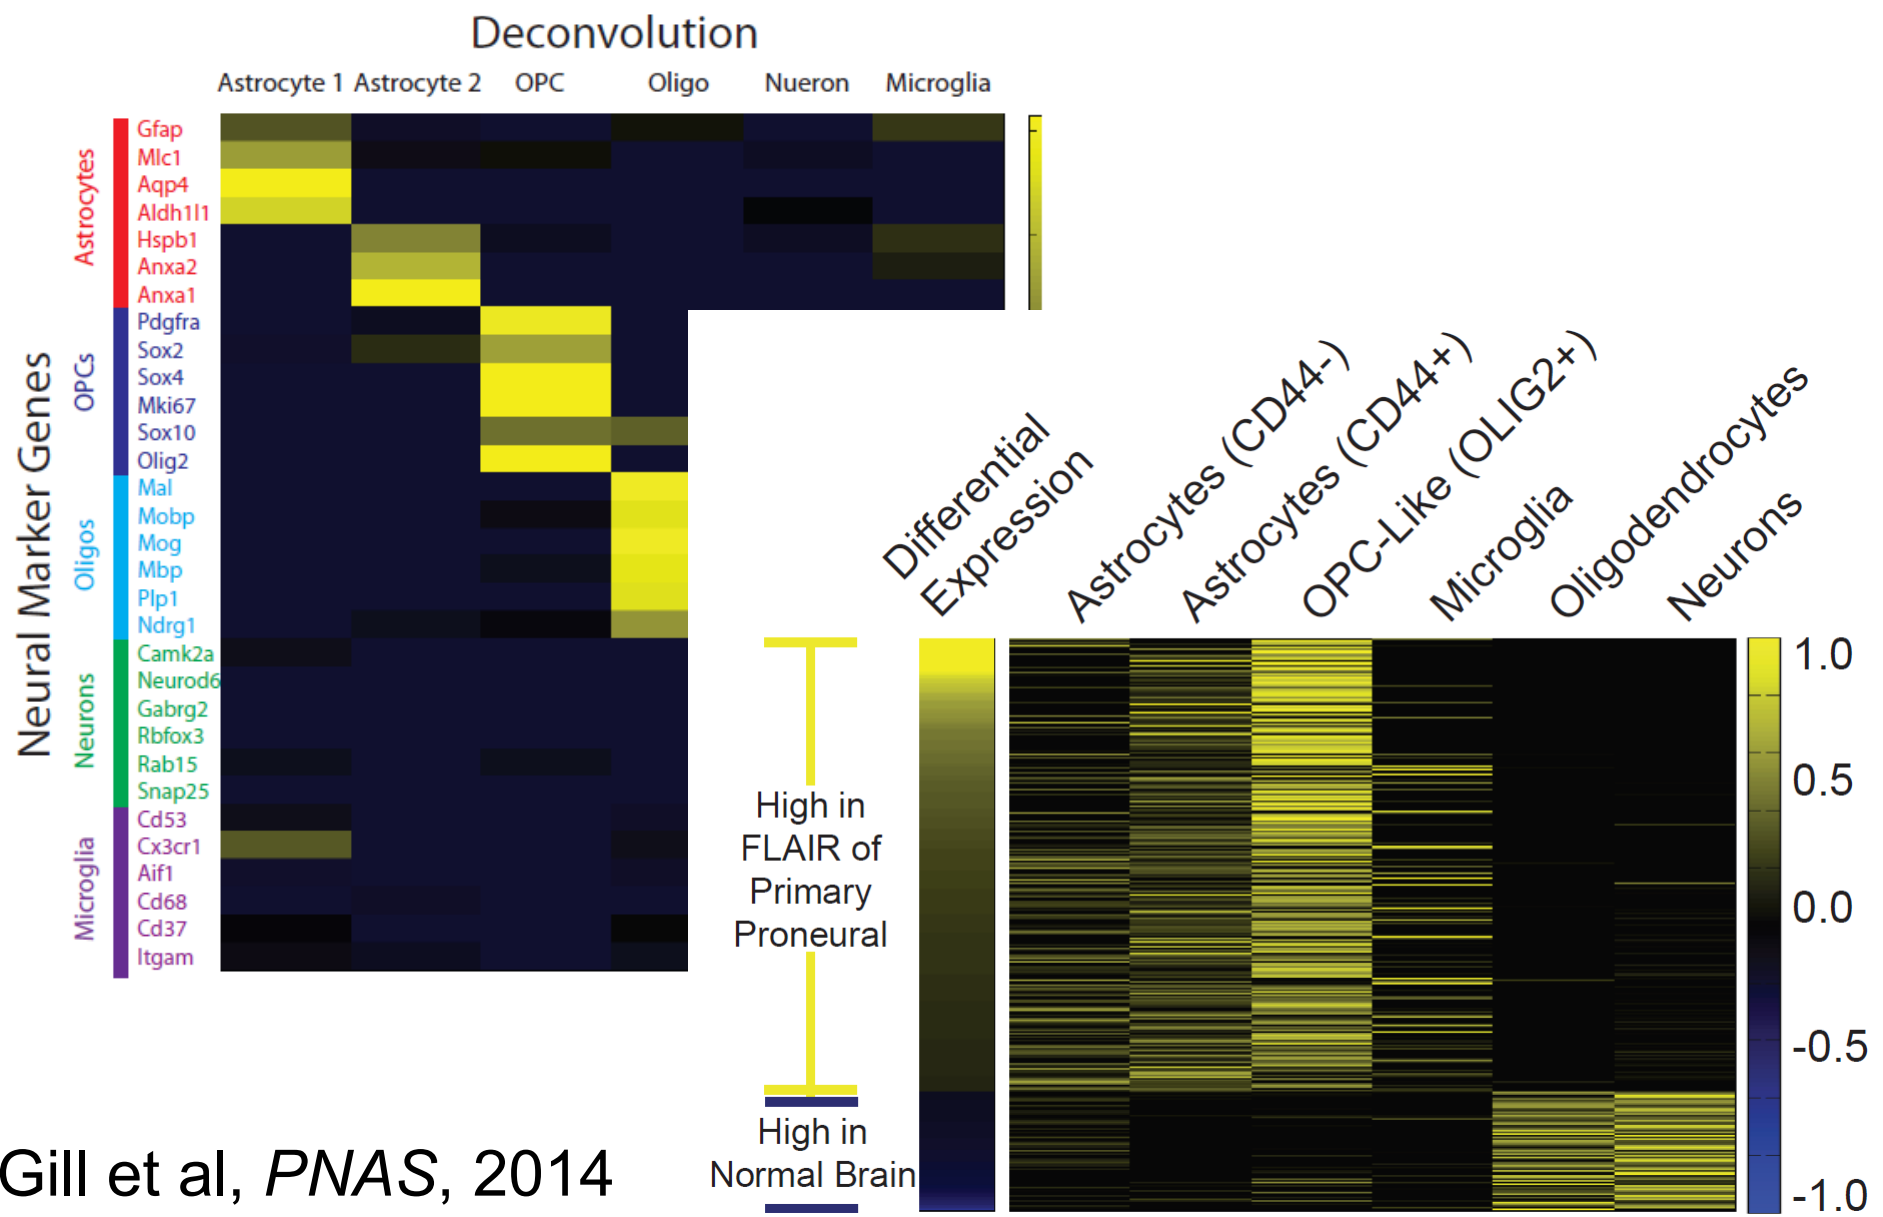 Deconvolution
Astrocyte 1 Astrocyte 2 OPC Oligo Nueron Microglia
Neural Marker Genes
Astrocytes
Gfap
Mlc1
Aqp4
Aldh1l1
Hspb1
Anxa2
Anxa1
OPCs
Pdgfra
Sox2
Sox4
Mki67
Sox10
Olig2
Oligos
Mal
Mobp
Mog
Mbp
Plp1
Ndrg1
Neurons
Camk2a
Neurod6
Gabrg2
Rbfox3
Rab15
Snap25
Microglia
Cd53
Cx3cr1
Aif1
Cd68
Cd37
Itgam
Differential
Expression
Astrocytes (CD44-)
Astrocytes (CD44+)
OPC-Like (OLIG2+)
Microglia
Oligodendrocytes
Neurons
High in
FLAIR of
Primary
Proneural
High in
Normal Brain
1.0
0.5
0.0
-0.5
-1.0
Gill et al, PNAS, 2014